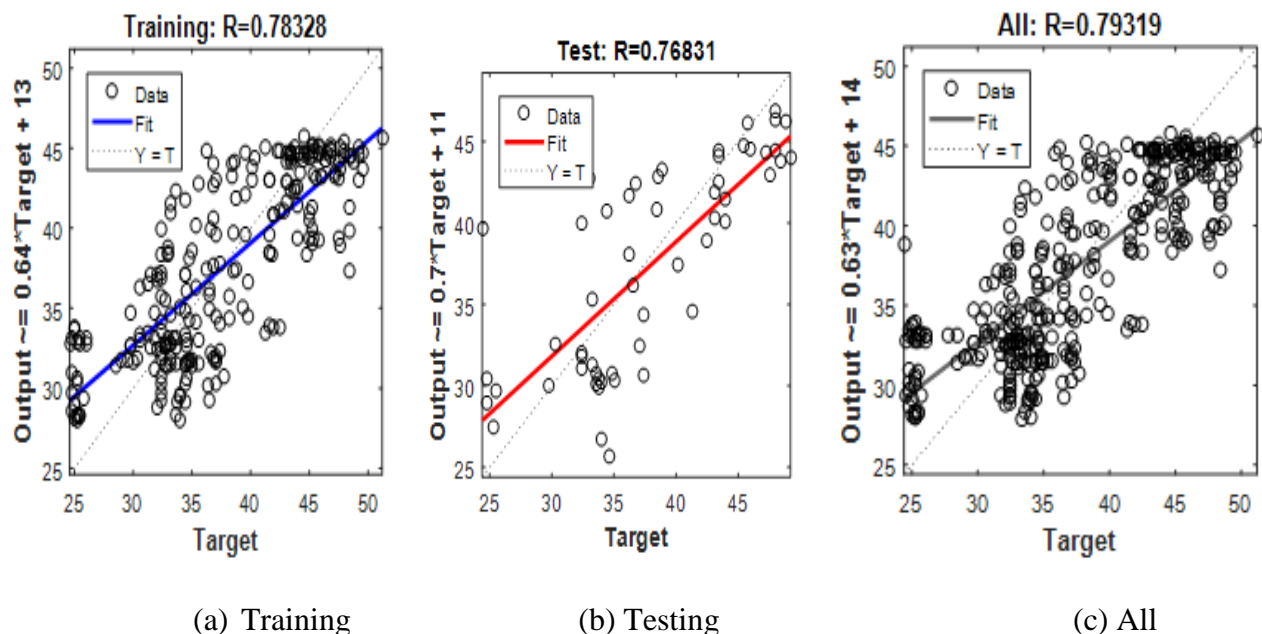 Training: R=0.78328
Output ~= 0.64*Target + 13
50
45
40
35
30
25
Data
Fit
Y = T
25 30 35 40 45 50
Target
(a) Training
Test: R=0.76831
Output ~= 0.7*Target + 11
45
40
35
30
25
Data
Fit
Y = T
25 30 35 40 45
Target
(b) Testing
All: R=0.79319
Output ~= 0.63*Target + 14
50
45
40
35
30
25
Data
Fit
Y = T
25 30 35 40 45 50
Target
(c) All